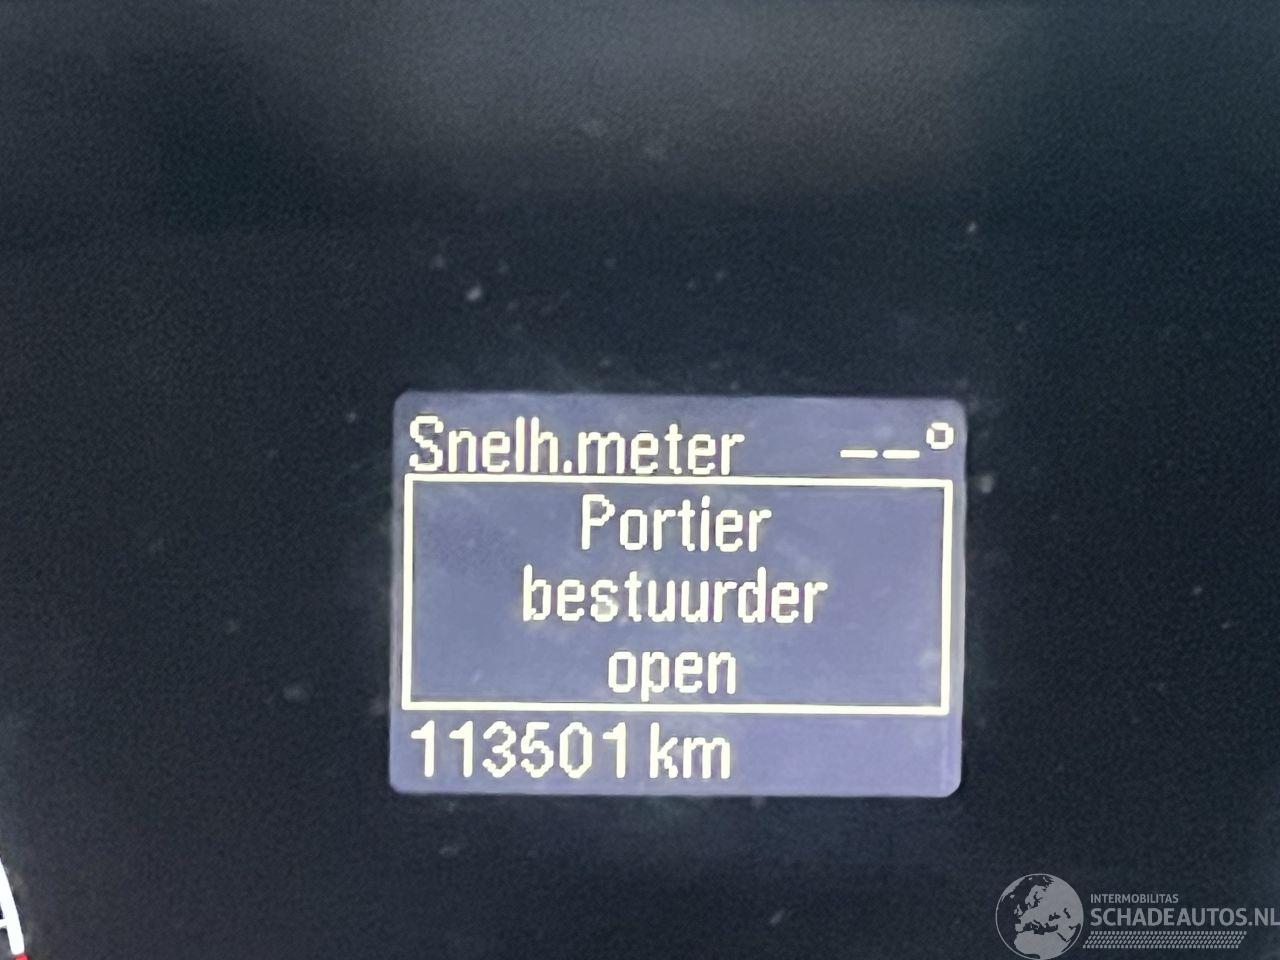 Snelh.meter --°
Portier
bestuurder
open
113501 km
INTERMOBILITAS
SCHADEAUTOS.NL